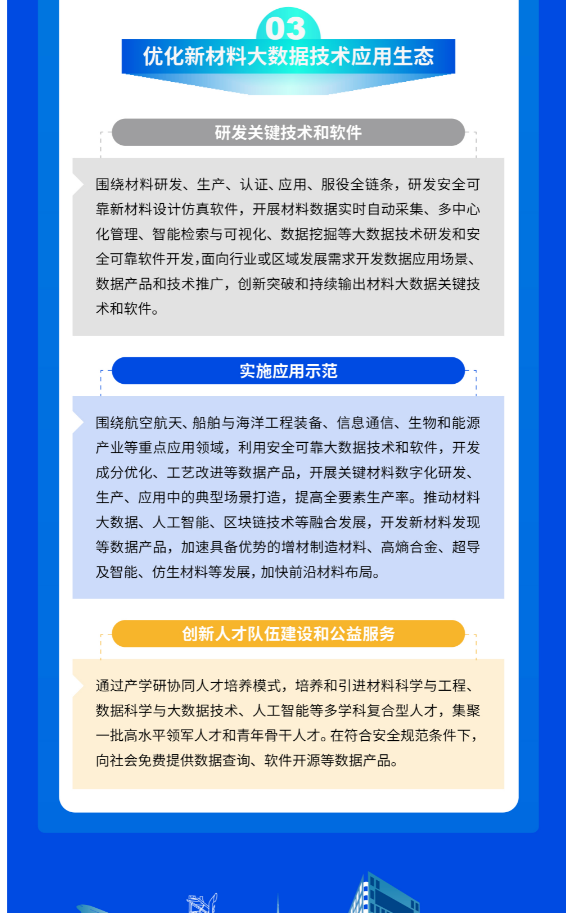 03
优化新材料大数据技术应用生态
研发关键技术和软件
围绕材料研发、生产、认证、应用、服役全链条，研发安全可
靠新材料设计仿真软件，开展材料数据实时自动采集、多中心
化管理、智能检索与可视化、数据挖掘等大数据技术研发和安
全可靠软件开发，面向行业或区域发展需求开发数据应用场景、
数据产品和技术推广，创新突破和持续输出材料大数据关键技
术和软件。
实施应用示范
围绕航空航天、船舶与海洋工程装备、信息通信、生物和能源
产业等重点应用领域，利用安全可靠大数据技术和软件，开发
成分优化、工艺改进等数据产品，开展关键材料数字化研发、
生产、应用中的典型场景打造，提高全要素生产率。推动材料
大数据、人工智能、区块链技术等融合发展，开发新材料发现
等数据产品，加速具备优势的增材制造材料、高熵合金、超导
及智能、仿生材料等发展，加快前沿材料布局。
创新人才队伍建设和公益服务
通过产学研协同人才培养模式，培养和引进材料科学与工程、
数据科学与大数据技术、人工智能等多学科复合型人才，集聚
一批高水平领军人才和青年骨干人才。在符合安全规范条件下，
向社会免费提供数据查询、软件开源等数据产品。